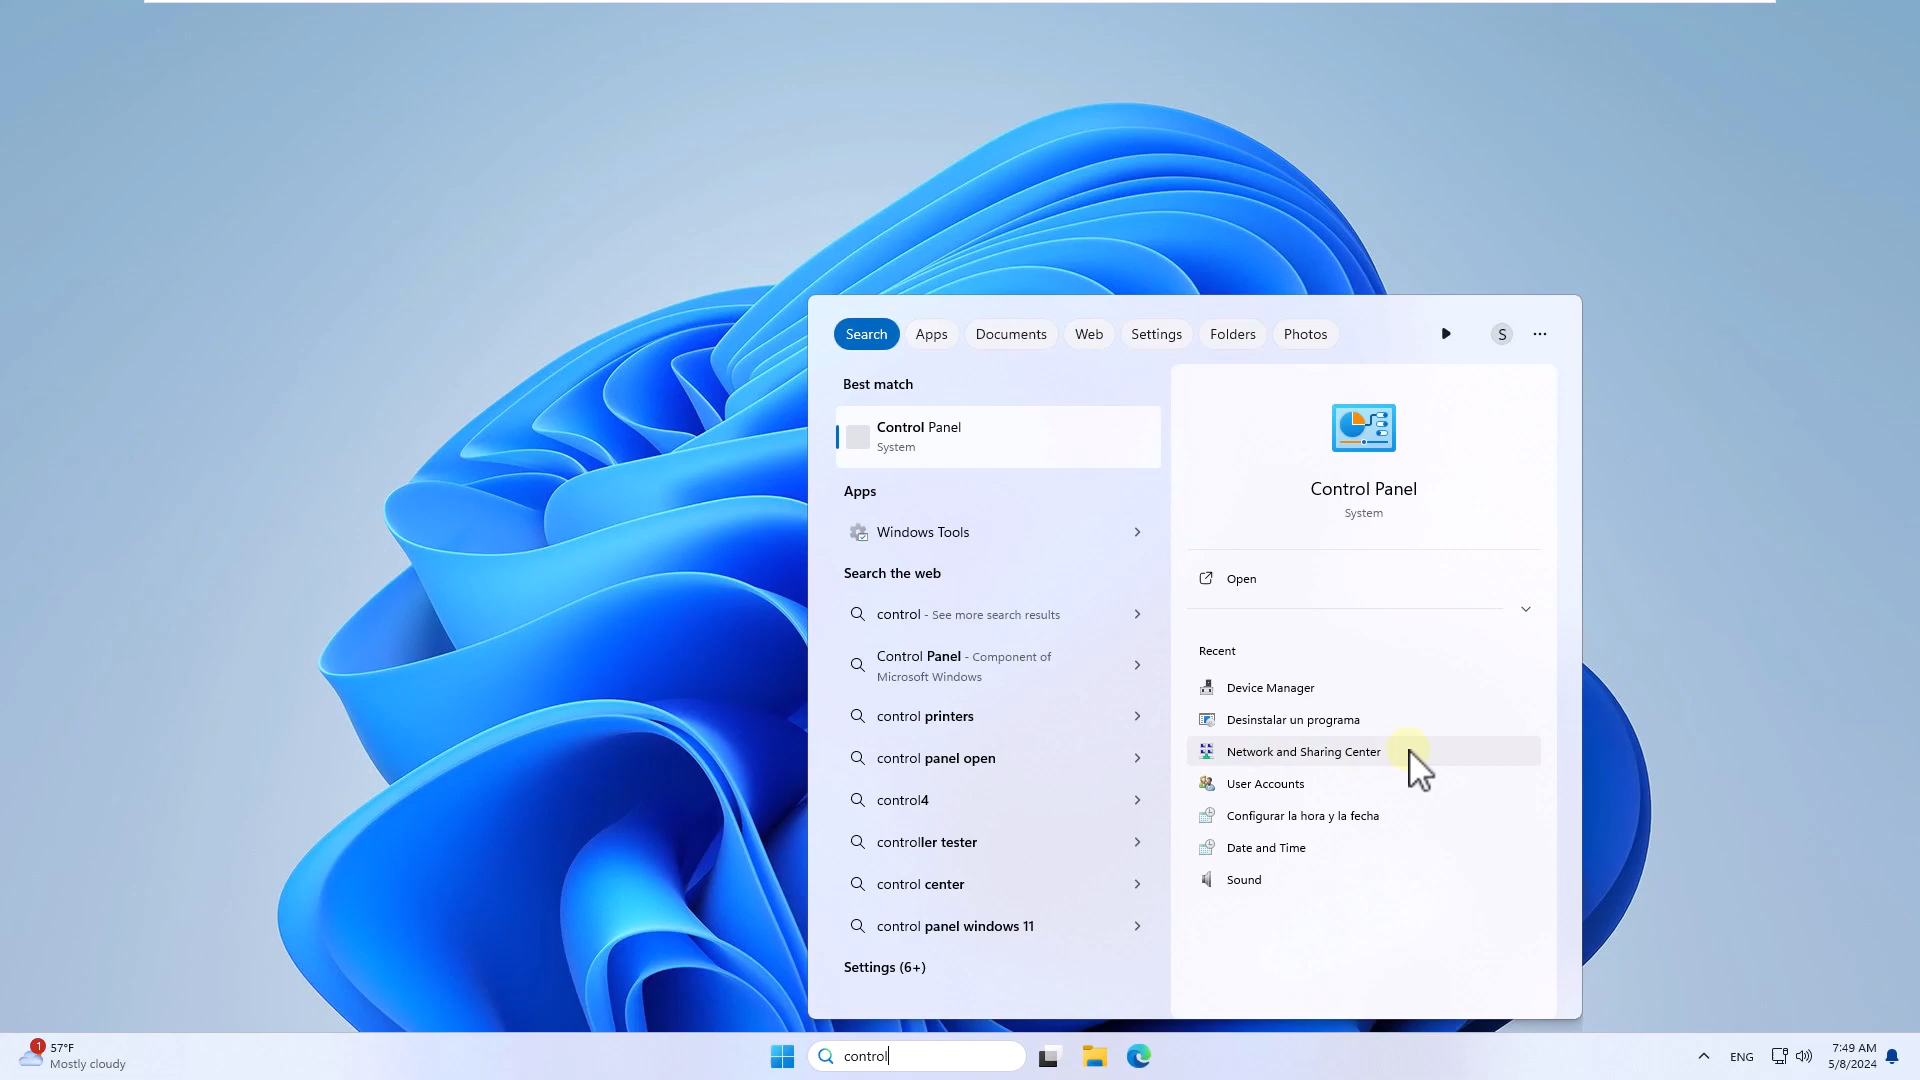 Search Apps Documents Web Settings Folders Photos S
Best match
Control Panel
System
Apps
Windows Tools
Search the web
control - See more search results
Control Panel - Component of
Microsoft Windows
control printers
control panel open
control4
controller tester
control center
control panel windows 11
Settings (6+)
Control Panel
System
Open
Recent
Device Manager
Desinstalar un programa
Network and Sharing Center
User Accounts
Configurar la hora y la fecha
Date and Time
Sound
1
57°F
Mostly cloudy
control
ENG
7:49 AM
5/8/2024